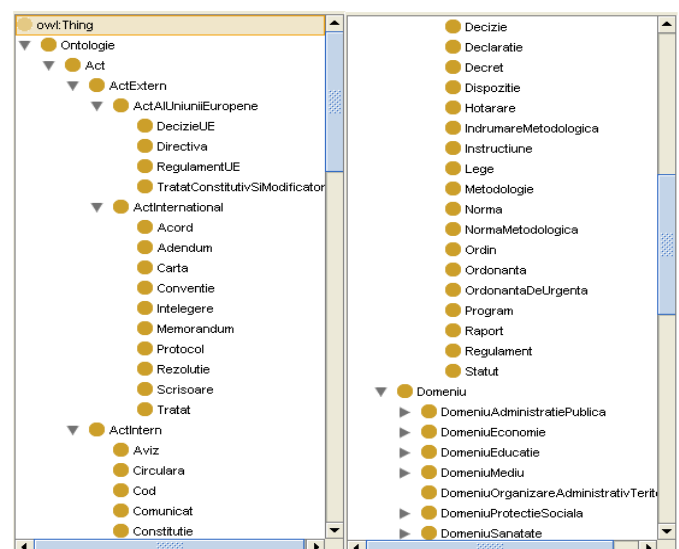 owl:Thing
Ontologie
Act
ActExtern
ActAlUniuniiEuropene
DecizieUE
Directiva
RegulamentUE
TratatConstitutivSiModificator
ActInternational
Acord
Adendum
Carta
Conventie
Intelegere
Memorandum
Protocol
Rezolutie
Scrisoare
Tratat
ActIntern
Aviz
Circulara
Cod
Comunicat
Constitutie
Decizie
Declaratie
Decret
Dispozitie
Hotarare
IndrumareMetodologica
Instructiune
Lege
Metodologie
Norma
NormaMetodologica
Ordin
Ordonanta
OrdonantaDeUrgenta
Program
Raport
Regulament
Statut
Domeniu
DomeniuAdministratiePublica
DomeniuEconomie
DomeniuEducatie
DomeniuMediu
DomeniuOrganizareAdministrativTerito
DomeniuProtectieSociala
DomeniuSanatate